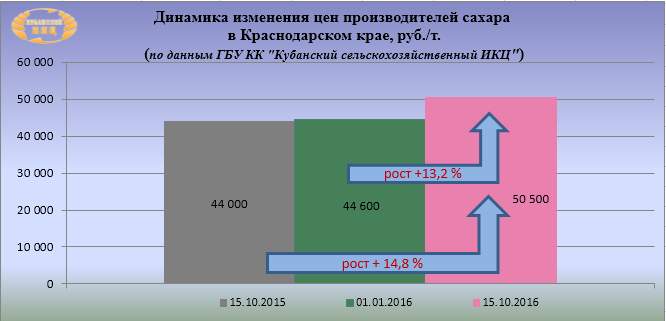 Динамика изменения цен производителей сахара
в Краснодарском крае, руб./т.
(по данным ГБУ КК "Кубанский сельскохозяйственный ИКЦ")
60 000
50 000
40 000
30 000
20 000
10 000
0
рост +13,2 %
44 000
44 600
50 500
рост + 14,8 %
15.10.2015
01.01.2016
15.10.2016